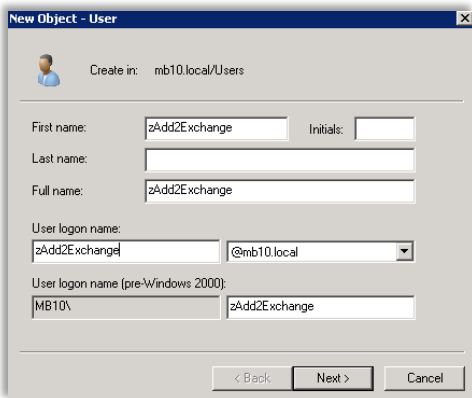 New Object - User
Create in: mb10.local/Users
First name: zAdd2Exchange Initials:
Last name:
Full name: zAdd2Exchange
User logon name:
zAdd2Exchange @mb10.local
User logon name (pre-Windows 2000):
MB10\ zAdd2Exchange
< Back Next > Cancel